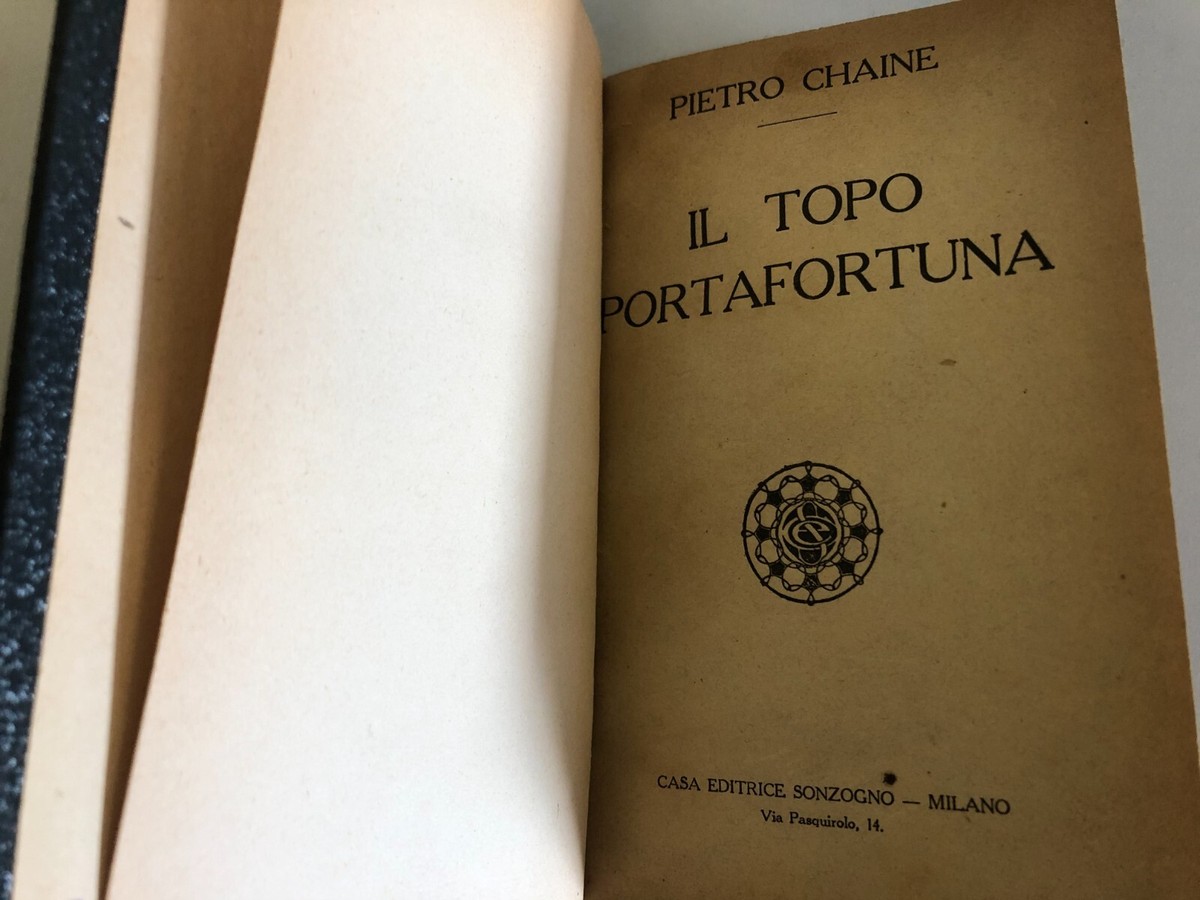 PIETRO CHAINE
IL TOPO
PORTAFORTUNA
CASA EDITRICE SONZOGNO — MILANO
Via Pasquirolo, 14.